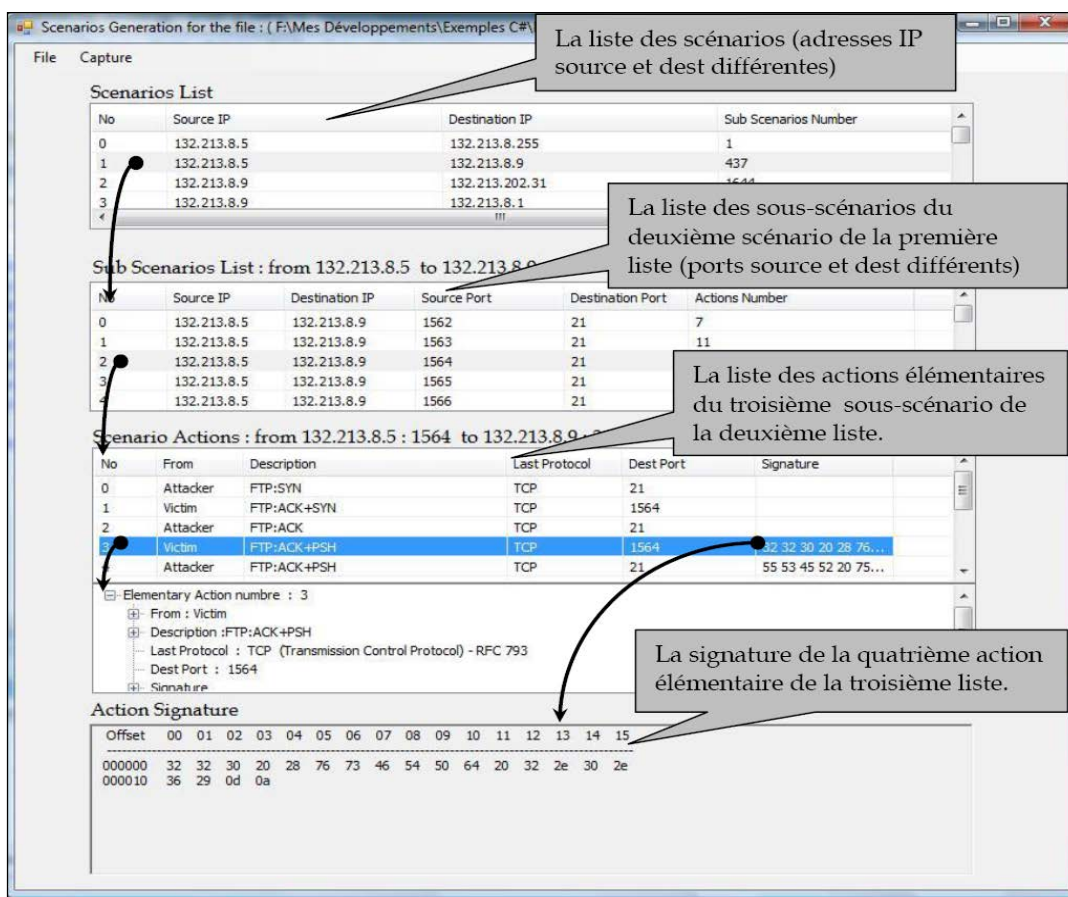 Scenarios Generation for the file : ( F:\Mes Développements\Exemples C#\
La liste des scénarios (adresses IP
source et dest différentes)
File Capture
Scenarios List
No Source IP Destination IP Sub Scenarios Number
0 132.213.8.5 132.213.8.255 1
1 132.213.8.5 132.213.8.9 437
2 132.213.8.9 132.213.202.31 1644
3 132.213.8.9 132.213.8.1
La liste des sous-scénarios du
deuxième scénario de la première
liste (ports source et dest différents)
Sub Scenarios List : from 132.213.8.5 to 132.213.8.9
No Source IP Destination IP Source Port Destination Port Actions Number
0 132.213.8.5 132.213.8.9 1562 21 7
1 132.213.8.5 132.213.8.9 1563 21 11
2 132.213.8.5 132.213.8.9 1564 21
3 132.213.8.5 132.213.8.9 1565 21
4 132.213.8.5 132.213.8.9 1566 21
La liste des actions élémentaires
du troisième sous-scénario de
la deuxième liste.
Scenario Actions : from 132.213.8.5 : 1564 to 132.213.8.9 :
No From Description Last Protocol Dest Port Signature
0 Attacker FTP:SYN TCP 21
1 Victim FTP:ACK+SYN TCP 1564
2 Attacker FTP:ACK TCP 21
3 Victim FTP:ACK+PSH TCP 1564 32 32 30 20 28 76...
Attacker FTP:ACK+PSH TCP 21 55 53 45 52 20 75...
Elementary Action numbre : 3
From : Victim
Description :FTP:ACK+PSH
Last Protocol : TCP (Transmission Control Protocol) - RFC 793
Dest Port : 1564
Signature
La signature de la quatrième action
élémentaire de la troisième liste.
Action Signature
Offset 00 01 02 03 04 05 06 07 08 09 10 11 12 13 14 15
000000 32 32 30 20 28 76 73 46 54 50 64 20 32 2e 30 2e
000010 36 29 0d 0a